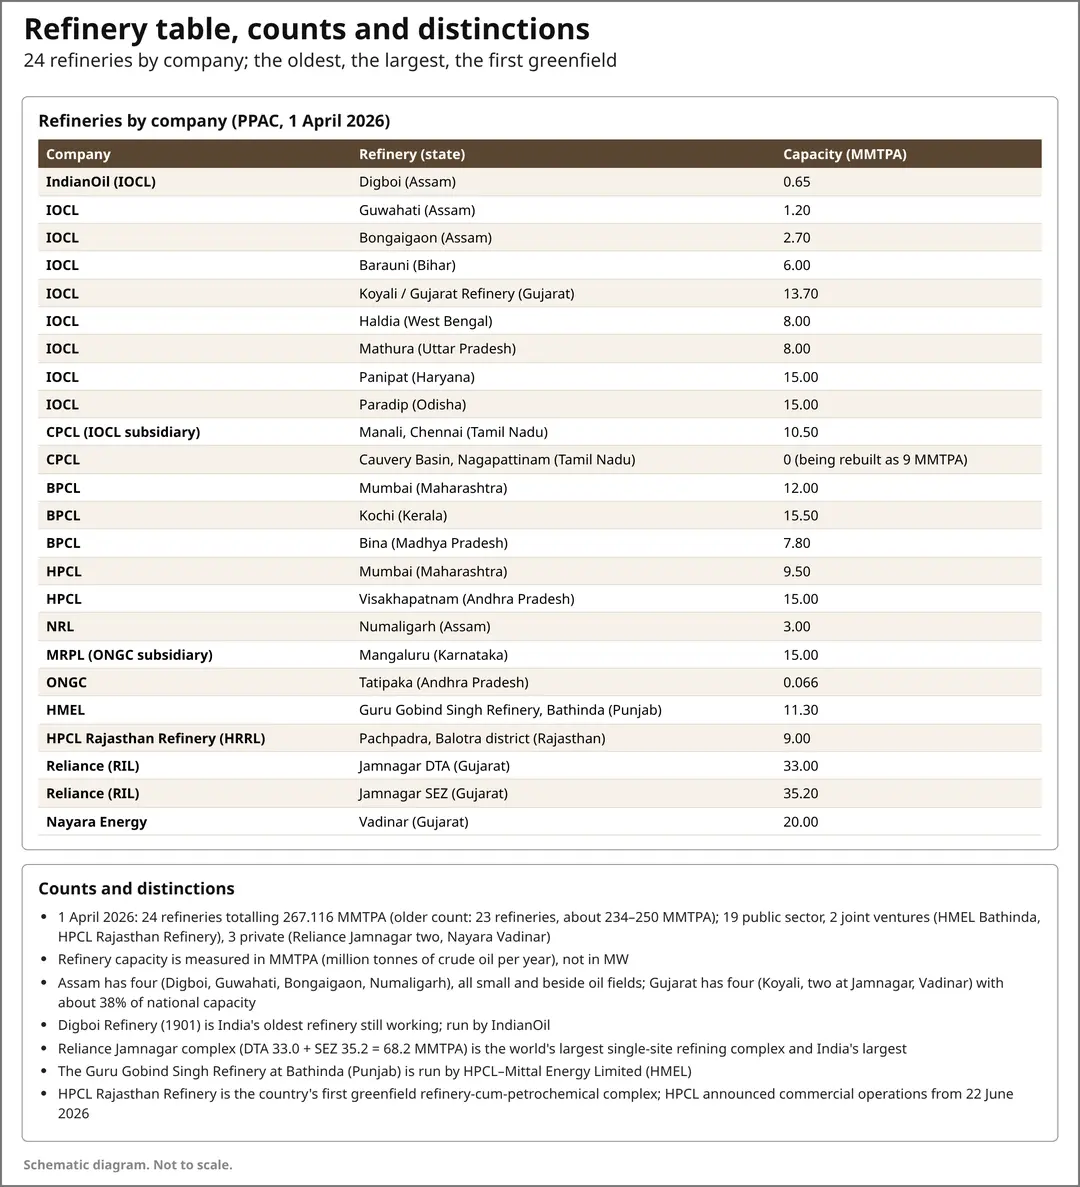 Refinery table, counts and distinctions
24 refineries by company; the oldest, the largest, the first greenfield
Refineries by company (PPAC, 1 April 2026)
Company Refinery (state) Capacity (MMTPA)
IndianOil (IOCL) Digboi (Assam) 0.65
IOCL Guwahati (Assam) 1.20
IOCL Bongaigaon (Assam) 2.70
IOCL Barauni (Bihar) 6.00
IOCL Koyali / Gujarat Refinery (Gujarat) 13.70
IOCL Haldia (West Bengal) 8.00
IOCL Mathura (Uttar Pradesh) 8.00
IOCL Panipat (Haryana) 15.00
IOCL Paradip (Odisha) 15.00
CPCL (IOCL subsidiary) Manali, Chennai (Tamil Nadu) 10.50
CPCL Cauvery Basin, Nagapattinam (Tamil Nadu) 0 (being rebuilt as 9 MMTPA)
BPCL Mumbai (Maharashtra) 12.00
BPCL Kochi (Kerala) 15.50
BPCL Bina (Madhya Pradesh) 7.80
HPCL Mumbai (Maharashtra) 9.50
HPCL Visakhapatnam (Andhra Pradesh) 15.00
NRL Numaligarh (Assam) 3.00
MRPL (ONGC subsidiary) Mangaluru (Karnataka) 15.00
ONGC Tatipaka (Andhra Pradesh) 0.066
HMEL Guru Gobind Singh Refinery, Bathinda (Punjab) 11.30
HPCL Rajasthan Refinery (HRRL) Pachpadra, Balotra district (Rajasthan) 9.00
Reliance (RIL) Jamnagar DTA (Gujarat) 33.00
Reliance (RIL) Jamnagar SEZ (Gujarat) 35.20
Nayara Energy Vadinar (Gujarat) 20.00
Counts and distinctions
• 1 April 2026: 24 refineries totalling 267.116 MMTPA (older count: 23 refineries, about 234–250 MMTPA); 19 public sector, 2 joint ventures (HMEL Bathinda,
HPCL Rajasthan Refinery), 3 private (Reliance Jamnagar two, Nayara Vadinar)
• Refinery capacity is measured in MMTPA (million tonnes of crude oil per year), not in MW
• Assam has four (Digboi, Guwahati, Bongaigaon, Numaligarh), all small and beside oil fields; Gujarat has four (Koyali, two at Jamnagar, Vadinar) with
about 38% of national capacity
• Digboi Refinery (1901) is India's oldest refinery still working; run by IndianOil
• Reliance Jamnagar complex (DTA 33.0 + SEZ 35.2 = 68.2 MMTPA) is the world's largest single-site refining complex and India's largest
• The Guru Gobind Singh Refinery at Bathinda (Punjab) is run by HPCL–Mittal Energy Limited (HMEL)
• HPCL Rajasthan Refinery is the country's first greenfield refinery-cum-petrochemical complex; HPCL announced commercial operations from 22 June
2026
Schematic diagram. Not to scale.